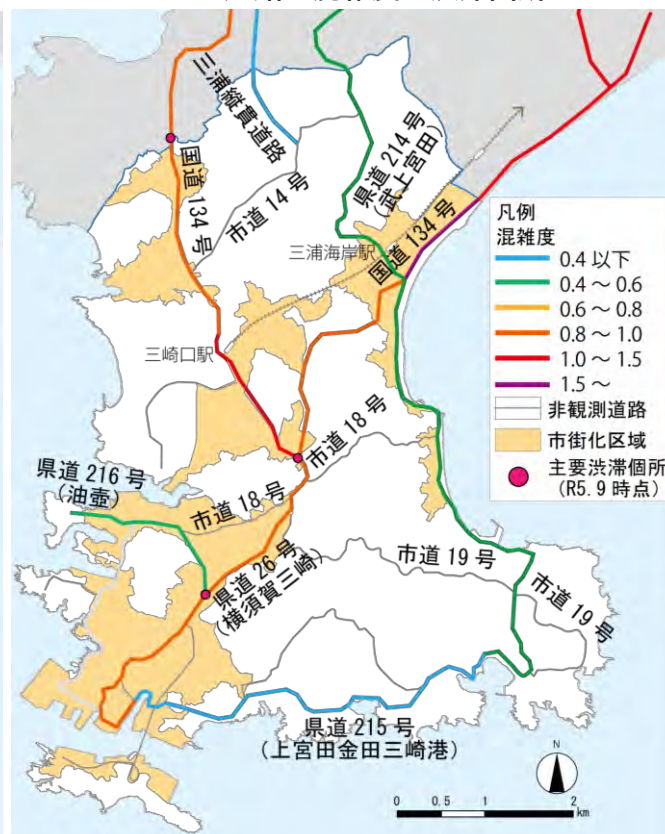 三浦縦貫道路
国道134号
市道14号
県道214号
(武上宮田)
三浦海岸駅
国道134号
三崎口駅
市道18号
県道216号
(油壺)
市道18号
県道26号
(横須賀三崎)
市道19号
市道19号
県道215号
(上宮田金田三崎港)
凡例
混雑度
0.4以下
0.4～0.6
0.6～0.8
0.8～1.0
1.0～1.5
1.5～
非観測道路
市街化区域
主要渋滞個所
(R5.9時点)
N
0 0.5 1 2
km